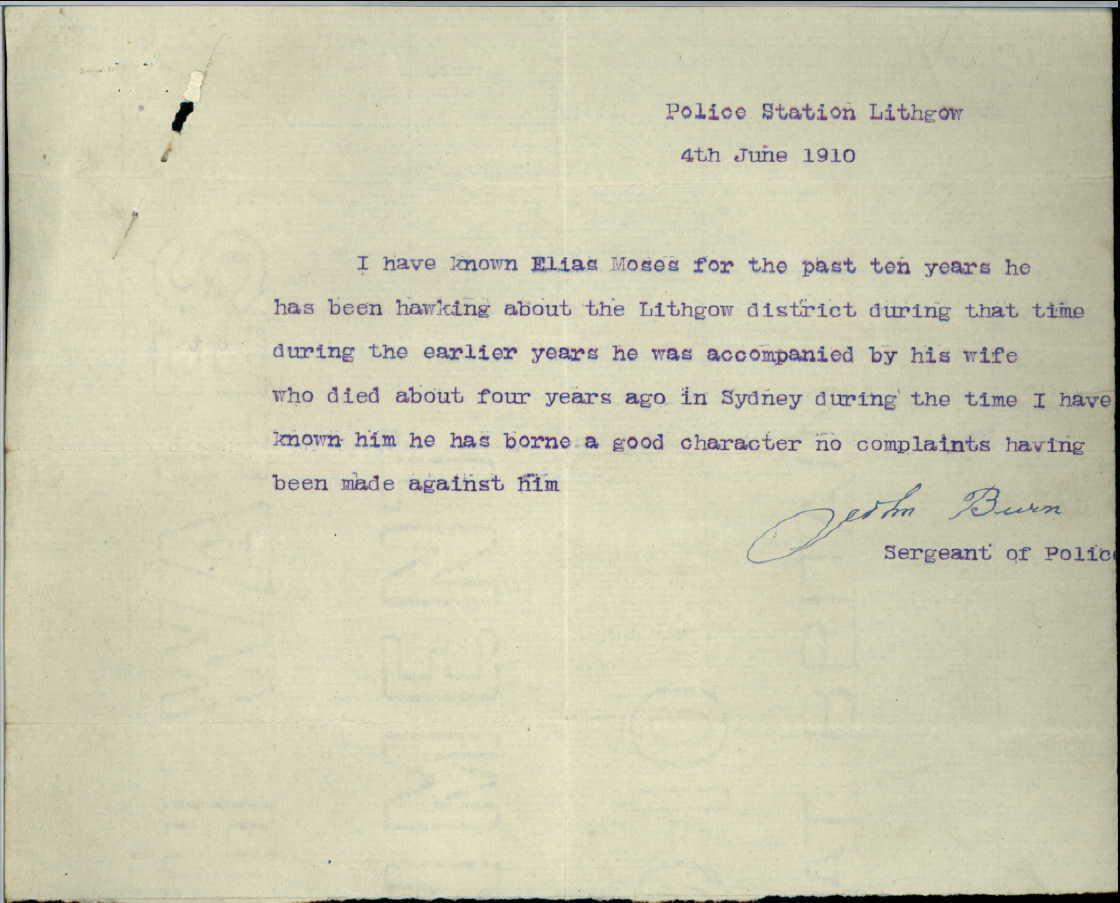 Police Station Lithgow
4th June 1910
I have known Elias Moses for the past ten years he
has been hawking about the Lithgow district during that time
during the earlier years he was accompanied by his wife
who died about four years ago in Sydney during the time I have
known him he has borne a good character no complaints having
been made against him
John Burn
Sergeant of Police